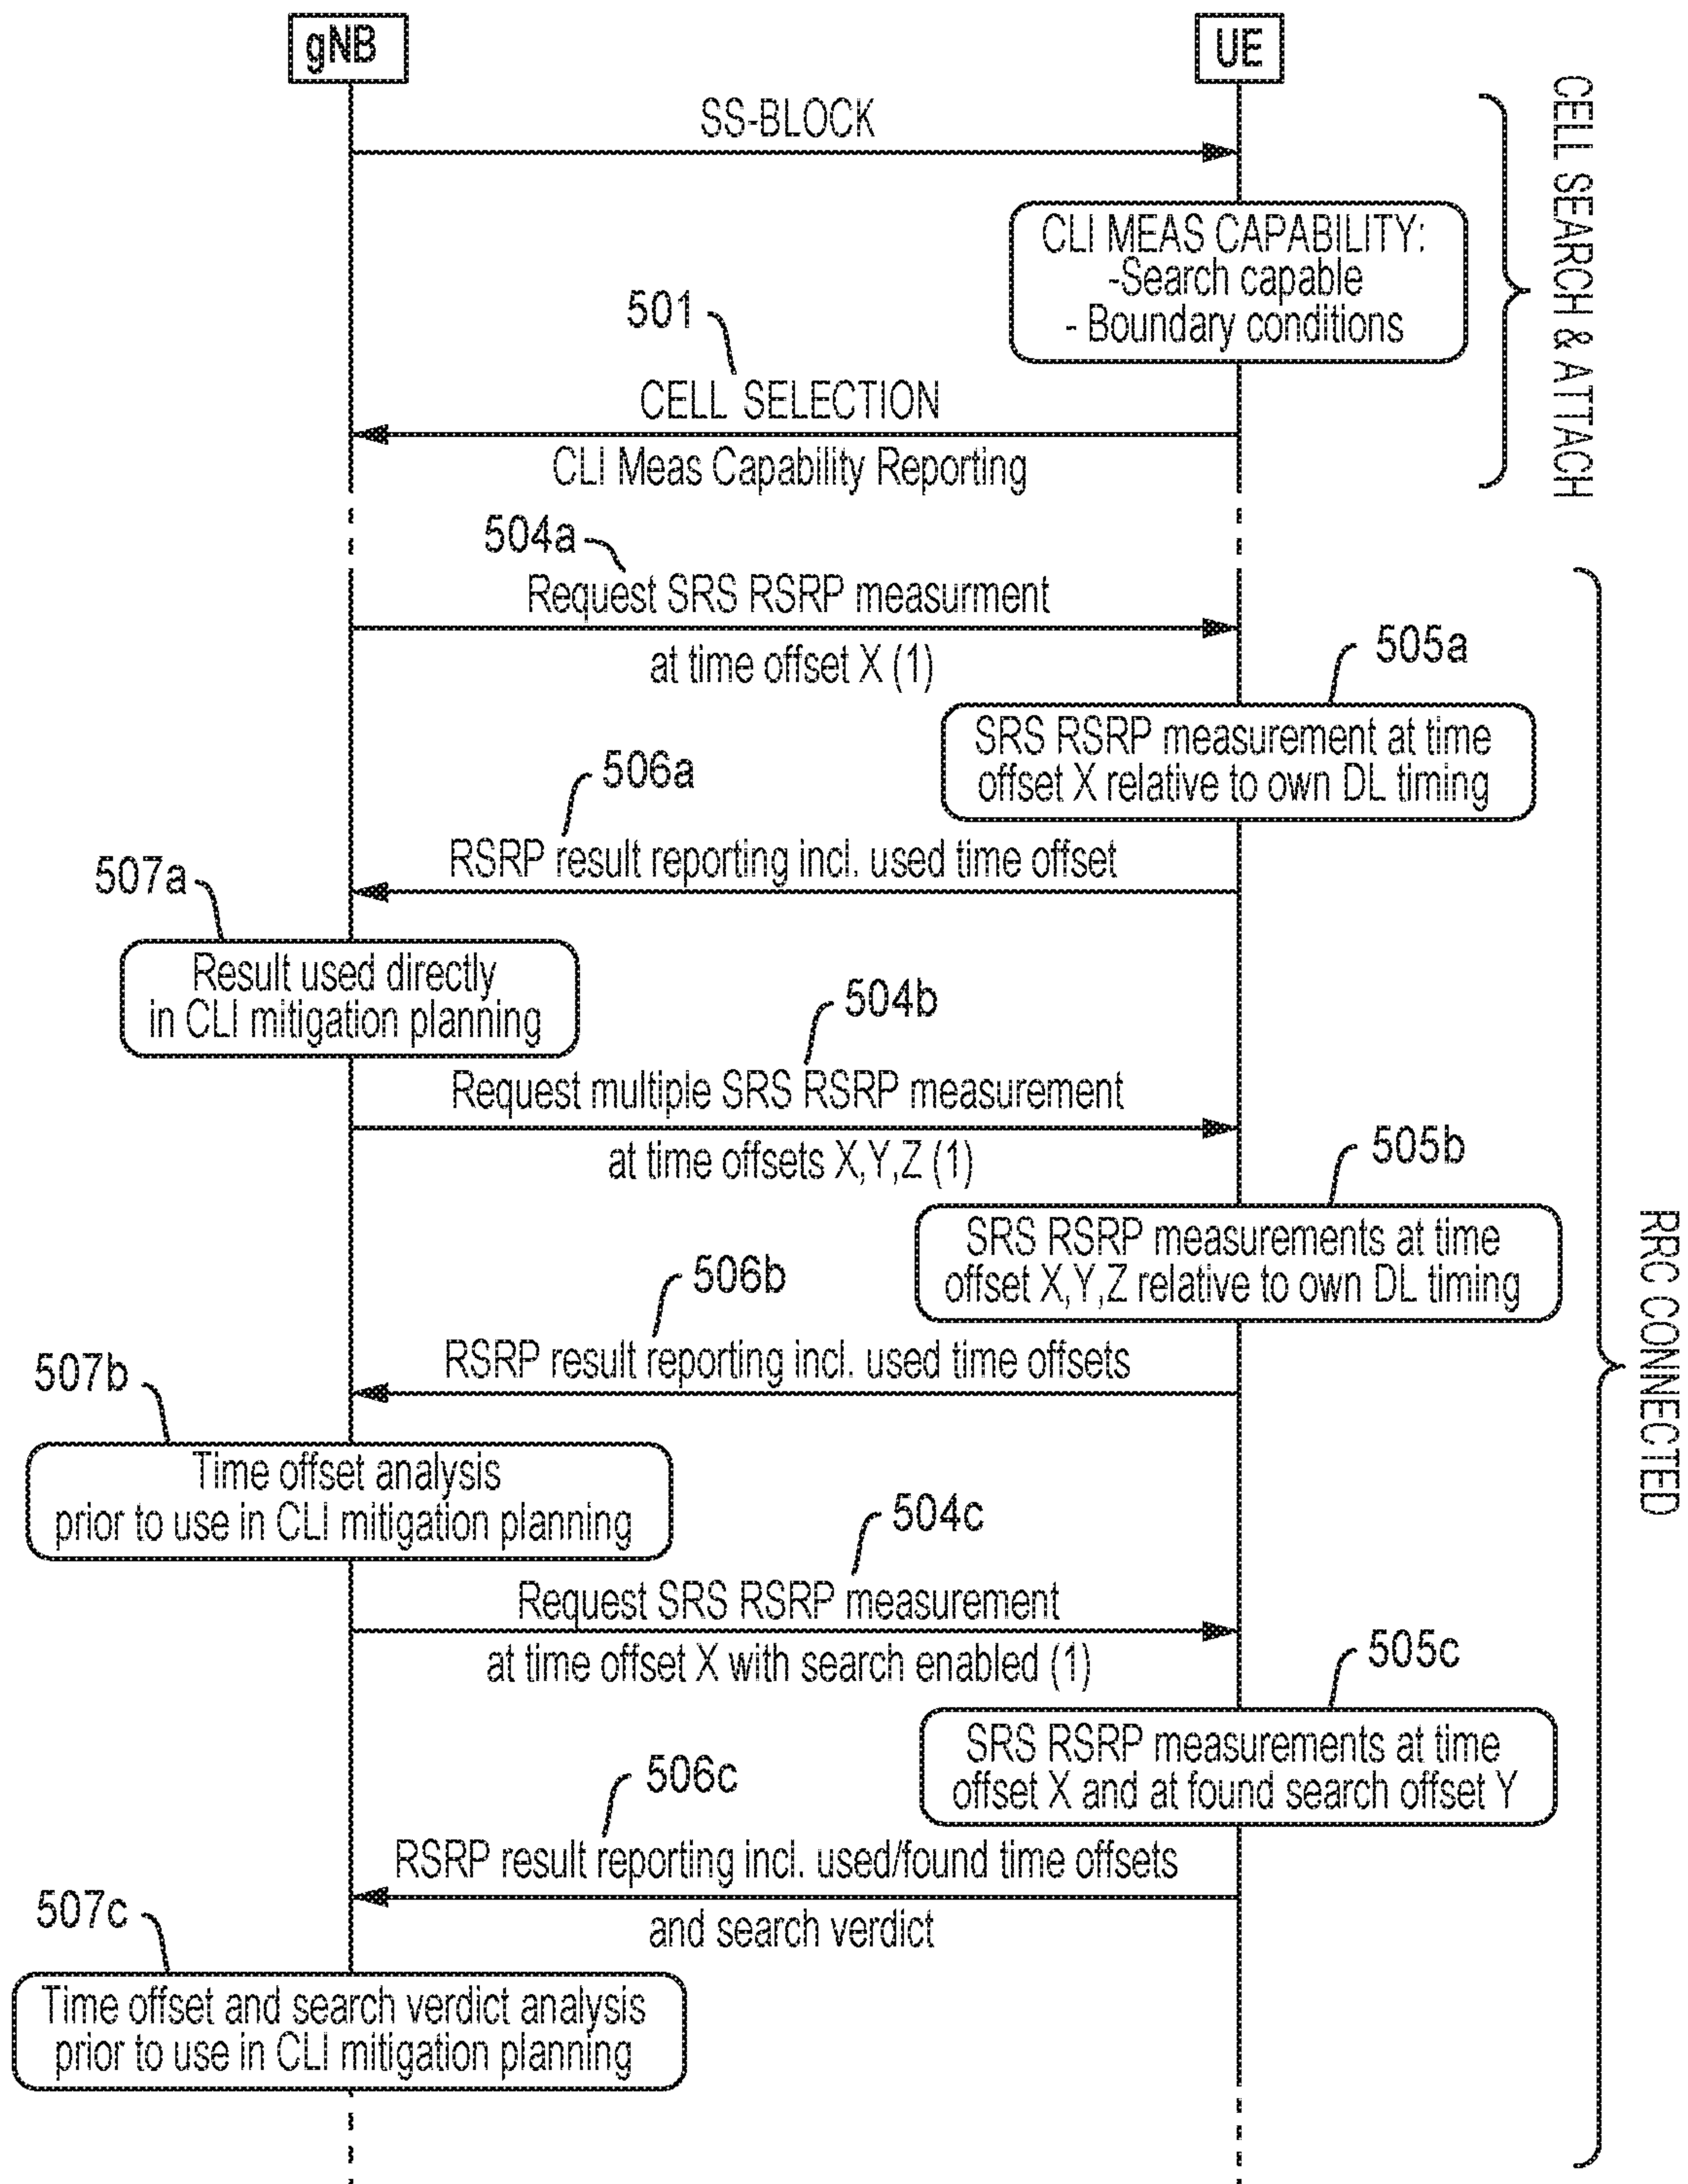 gNB
UE
SS-BLOCK
CLI MEAS CAPABILITY:
-Search capable
- Boundary conditions
501
CELL SELECTION
CLI Meas Capability Reporting
CELL SEARCH & ATTACH
504a
Request SRS RSRP measurment
at time offset X (1)
505a
SRS RSRP measurement at time
offset X relative to own DL timing
506a
RSRP result reporting incl. used time offset
507a
Result used directly
in CLI mitigation planning
504b
Request multiple SRS RSRP measurement
at time offsets X,Y,Z (1)
505b
SRS RSRP measurements at time
offset X,Y,Z relative to own DL timing
506b
RSRP result reporting incl. used time offsets
507b
Time offset analysis
prior to use in CLI mitigation planning
504c
Request SRS RSRP measurement
at time offset X with search enabled (1)
505c
SRS RSRP measurements at time
offset X and at found search offset Y
506c
RSRP result reporting incl. used/found time offsets
and search verdict
507c
Time offset and search verdict analysis
prior to use in CLI mitigation planning
RRC CONNECTED